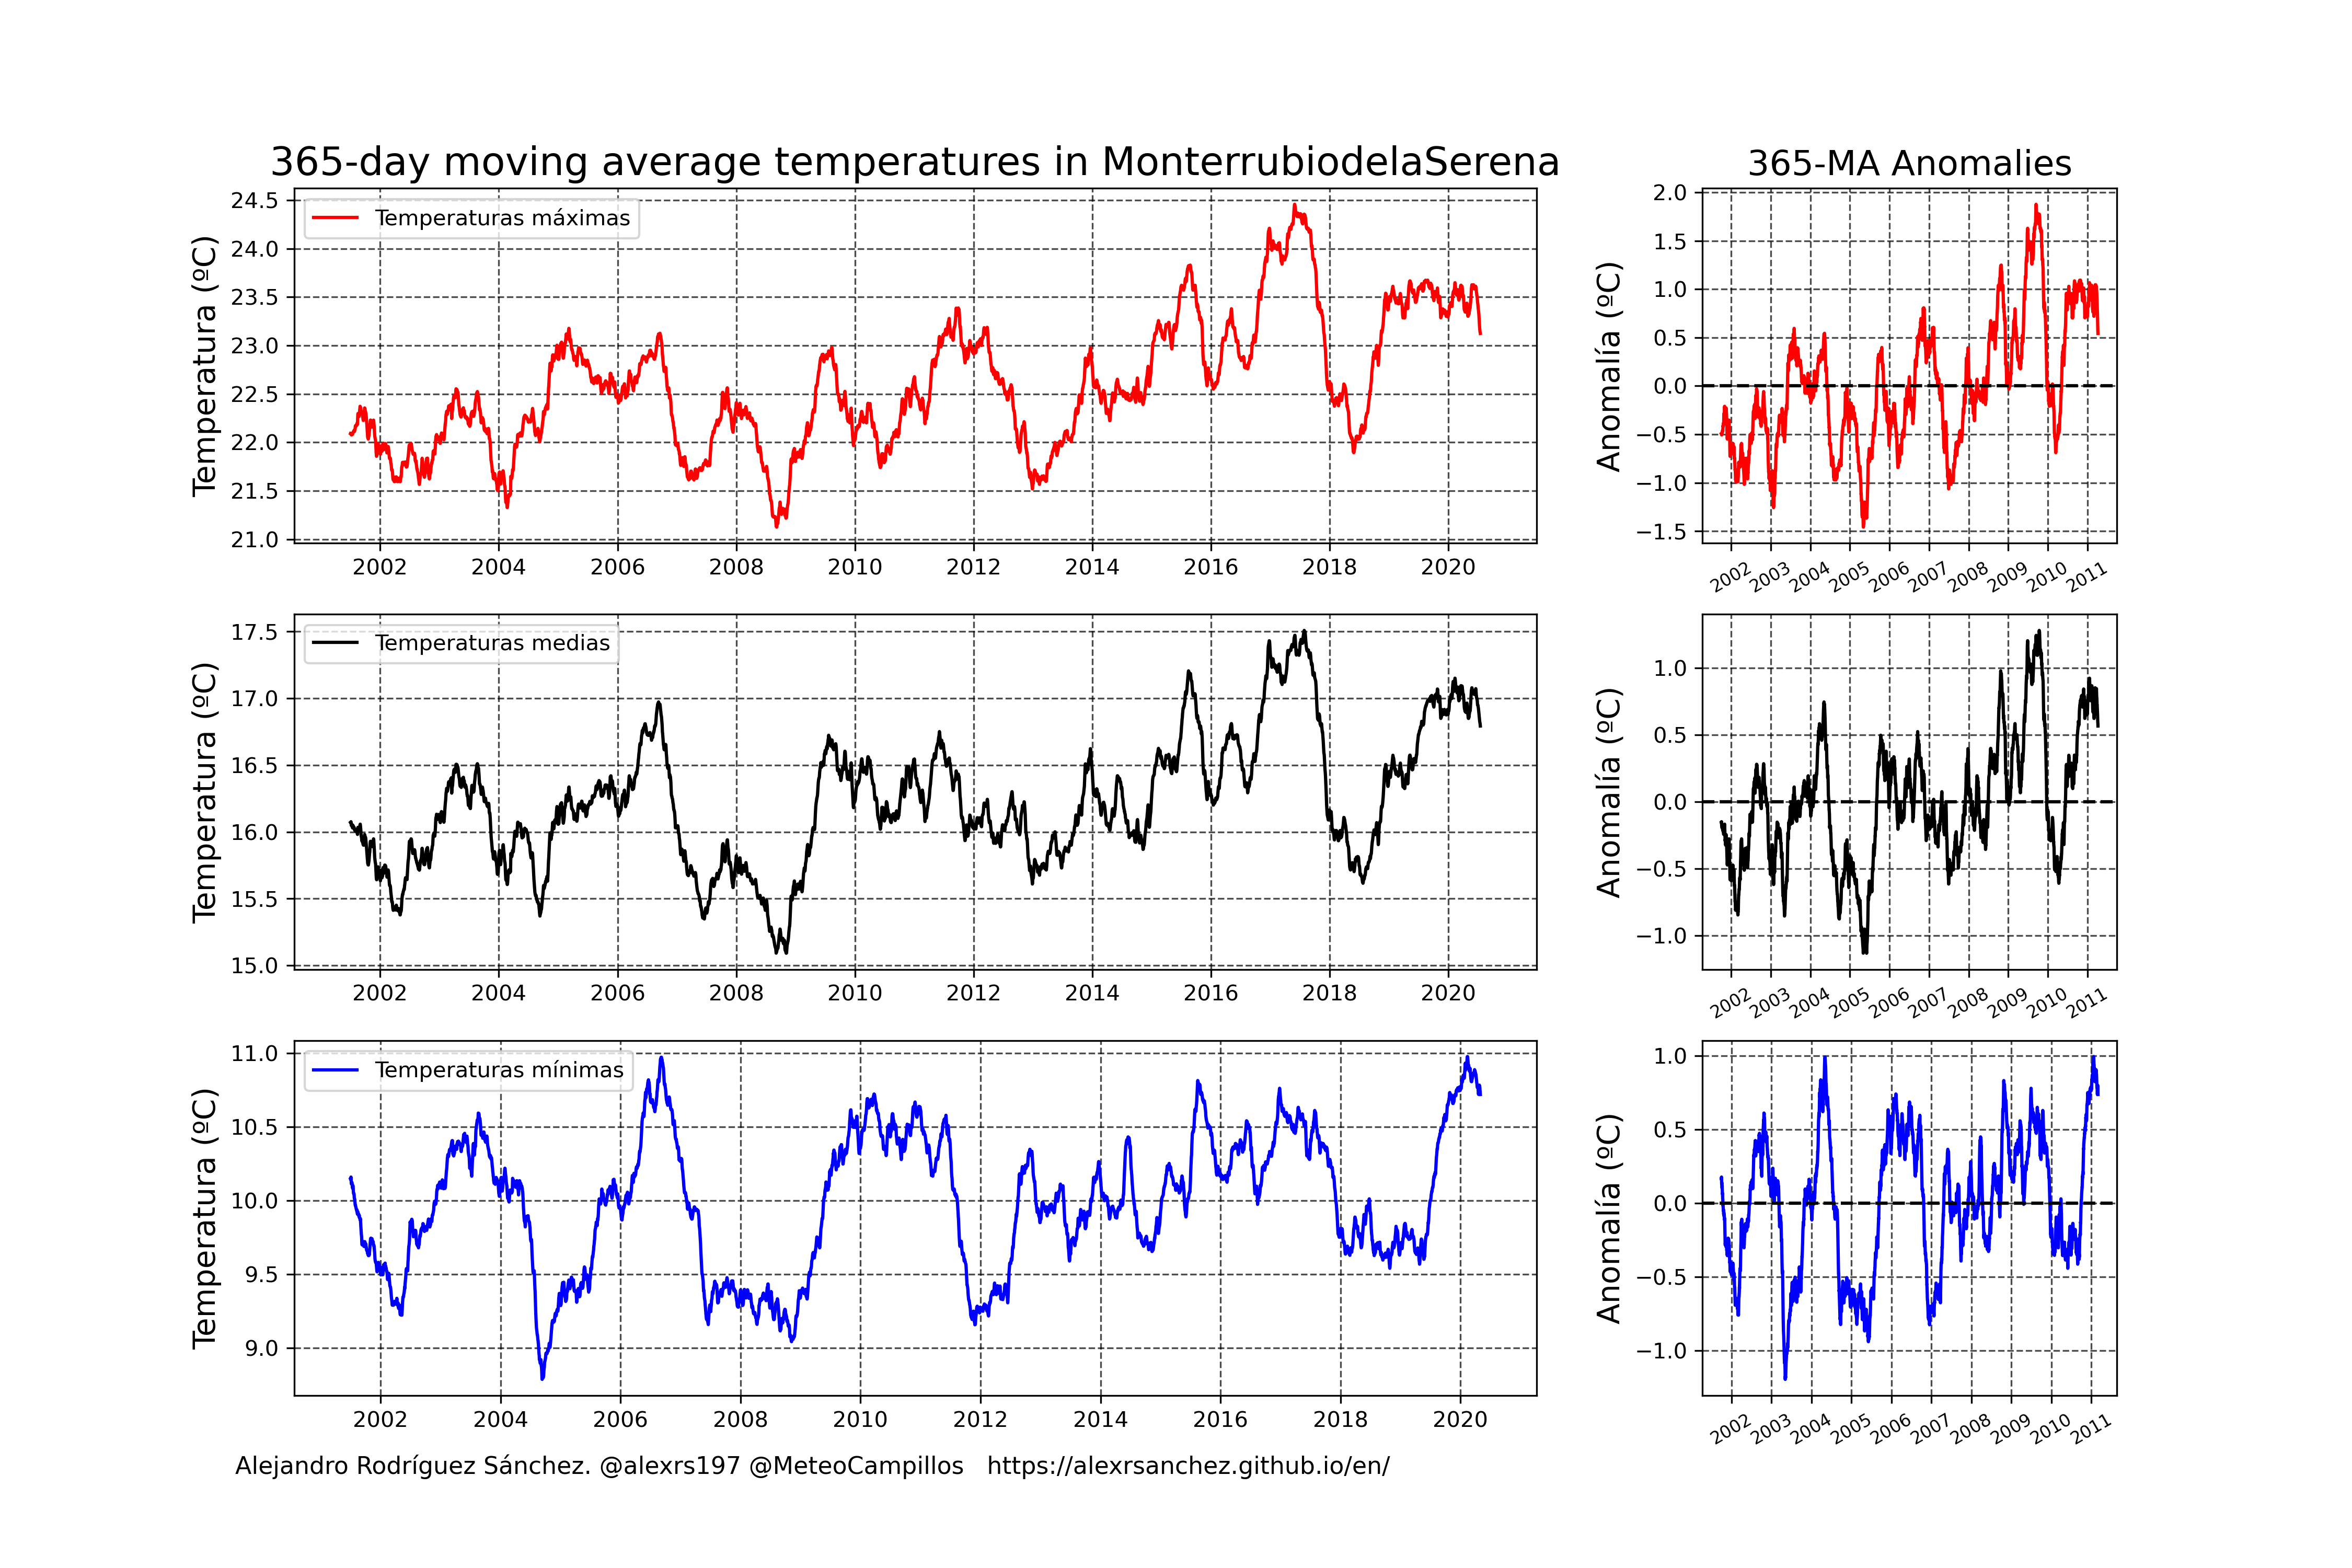 365-day moving average temperatures in MonterrubiodelaSerena
365-MA Anomalies
Temperatura (ºC)
24.5
24.0
23.5
23.0
22.5
22.0
21.5
21.0
Temperaturas máximas
2002 2004 2006 2008 2010 2012 2014 2016 2018 2020
Anomalía (ºC)
2.0
1.5
1.0
0.5
0.0
−0.5
−1.0
−1.5
2002 2003 2004 2005 2006 2007 2008 2009 2010 2011
Temperatura (ºC)
17.5
17.0
16.5
16.0
15.5
15.0
Temperaturas medias
2002 2004 2006 2008 2010 2012 2014 2016 2018 2020
Anomalía (ºC)
1.0
0.5
0.0
−0.5
−1.0
2002 2003 2004 2005 2006 2007 2008 2009 2010 2011
Temperatura (ºC)
11.0
10.5
10.0
9.5
9.0
Temperaturas mínimas
2002 2004 2006 2008 2010 2012 2014 2016 2018 2020
Anomalía (ºC)
1.0
0.5
0.0
−0.5
−1.0
2002 2003 2004 2005 2006 2007 2008 2009 2010 2011
Alejandro Rodríguez Sánchez. @alexrs197 @MeteoCampillos https://alexrsanchez.github.io/en/